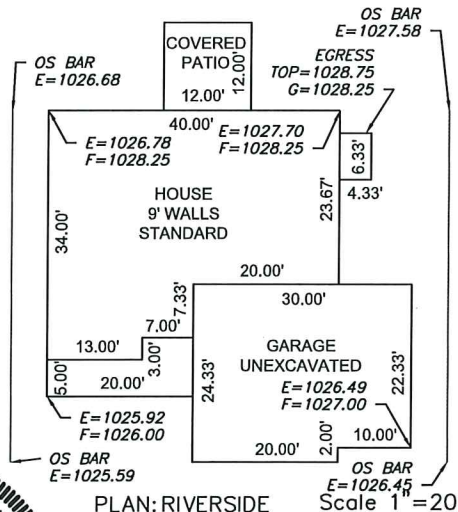 OS BAR
E=1027.58
OS BAR
E=1026.68
COVERED
PATIO
12.00'
12.00'
EGRESS
TOP=1028.75
G=1028.25
40.00'
E=1026.78
F=1028.25
E=1027.70
F=1028.25
6.33'
4.33'
HOUSE
9' WALLS
STANDARD
34.00'
23.67'
20.00'
7.33'
30.00'
7.00'
13.00'
3.00'
5.00'
20.00'
24.33'
GARAGE
UNEXCAVATED
E=1026.49
F=1027.00
22.33'
E=1025.92
F=1026.00
20.00'
2.00'
10.00'
OS BAR
E=1025.59
OS BAR
E=1026.45
PLAN: RIVERSIDE
Scale 1"=20